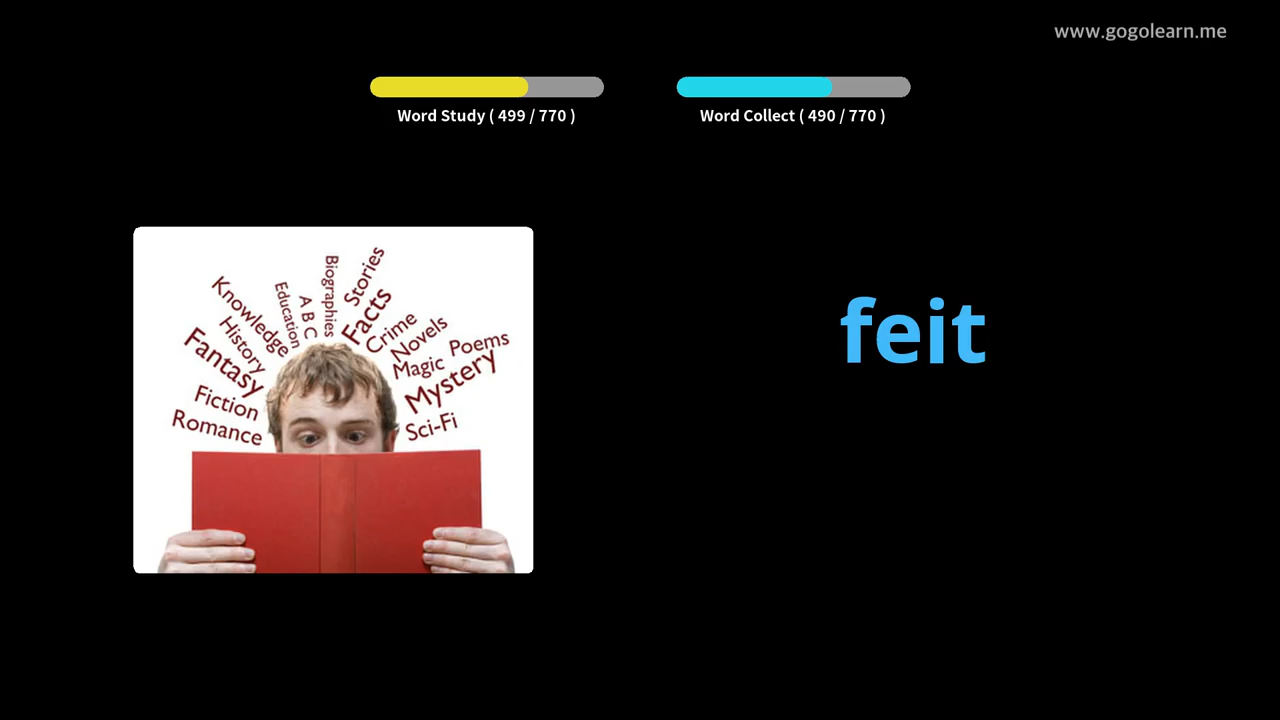 www.gogolearn.me
Word Study ( 499 / 770 )
Word Collect ( 490 / 770 )
feit
Biographies
Stories
Education
A B C
Facts
Knowledge
Crime
History
Novels
Poems
Fantasy
Magic
Mystery
Fiction
Romance
Sci-Fi